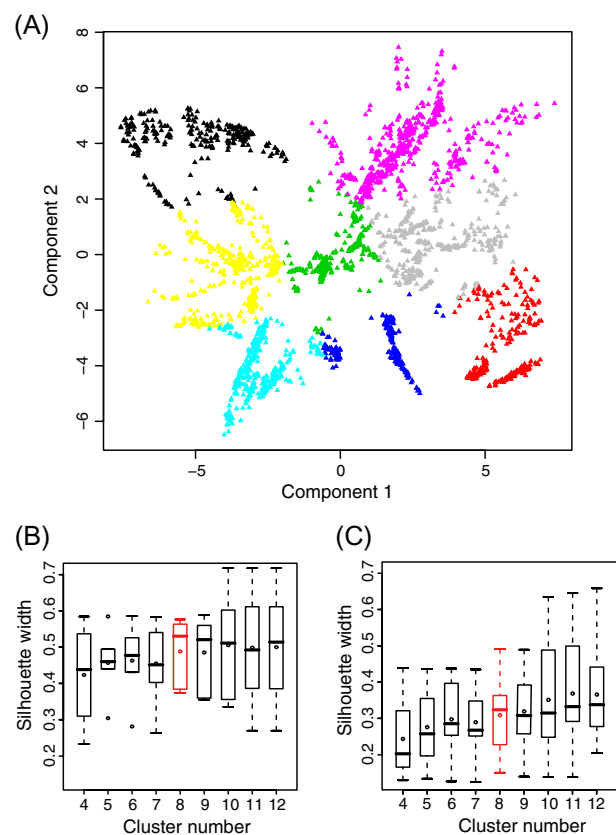 (A)
8
6
4
2
0
−2
−4
−6
Component 2
−5 0 5
Component 1
(B)
0.7
0.6
0.5
0.4
0.3
0.2
Silhouette width
4 5 6 7 8 9 10 11 12
Cluster number
(C)
0.7
0.6
0.5
0.4
0.3
0.2
Silhouette width
4 5 6 7 8 9 10 11 12
Cluster number